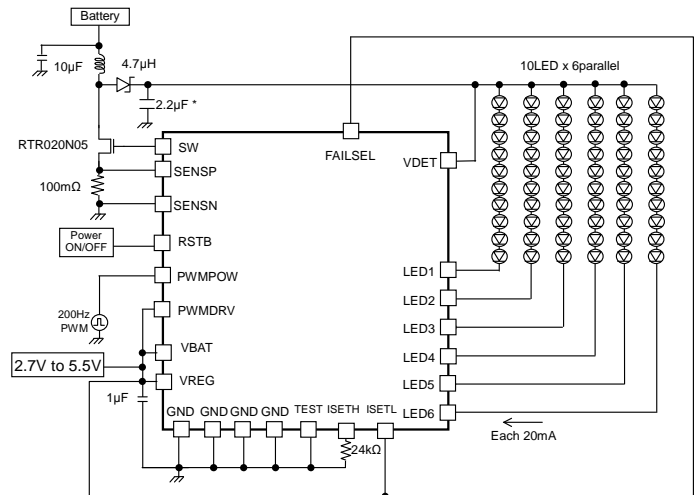 Battery
4.7μH
10μF
10LED x 6parallel
2.2μF *
RTR020N05
SW
FAILSEL
VDET
SENSP
100mΩ
SENSN
Power
ON/OFF
RSTB
PWMPOW
LED1
LED2
200Hz
PWM
PWMDRV
LED3
VBAT
LED4
2.7V to 5.5V
VREG
LED5
1μF
GND GND GND GND TEST ISETH ISETL
LED6
24kΩ
Each 20mA